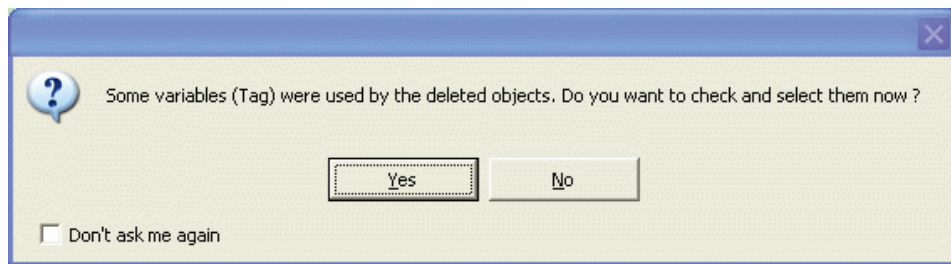 Some variables (Tag) were used by the deleted objects. Do you want to check and select them now ?
Yes
No
Don't ask me again